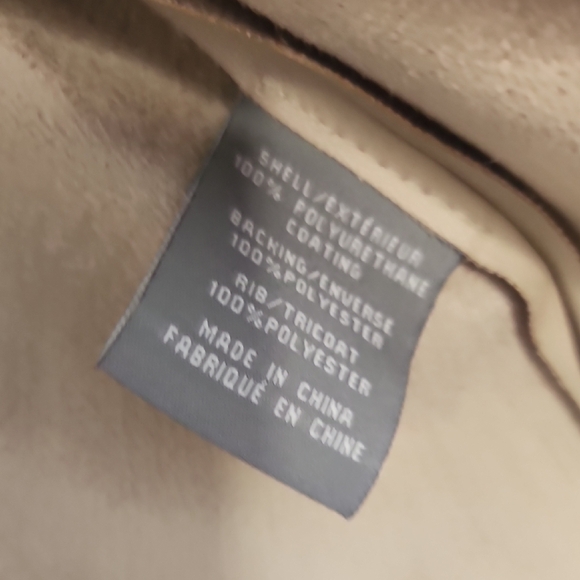 SHELL/EXTÉRIEUR
100% POLYURETHANE
COATING
BACKING/ENVERSE
100%POLYESTER
RIB/TRICOAT
100%POLYESTER
MADE IN CHINA
FABRIQUÉ EN CHINE